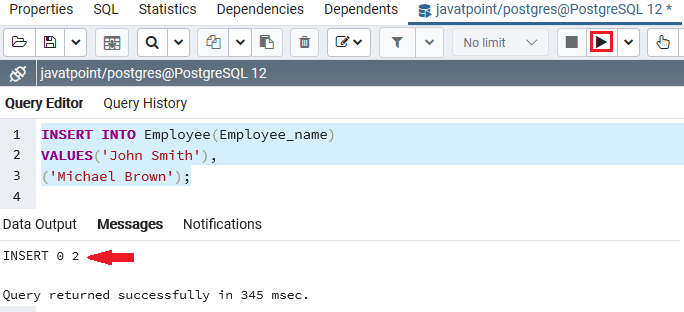 Properties SQL Statistics Dependencies Dependents javatpoint/postgres@PostgreSQL 12 *
No limit
javatpoint/postgres@PostgreSQL 12
Query Editor Query History
1 INSERT INTO Employee(Employee_name)
2 VALUES('John Smith'),
3 ('Michael Brown');
4
Data Output Messages Notifications
INSERT 0 2
Query returned successfully in 345 msec.